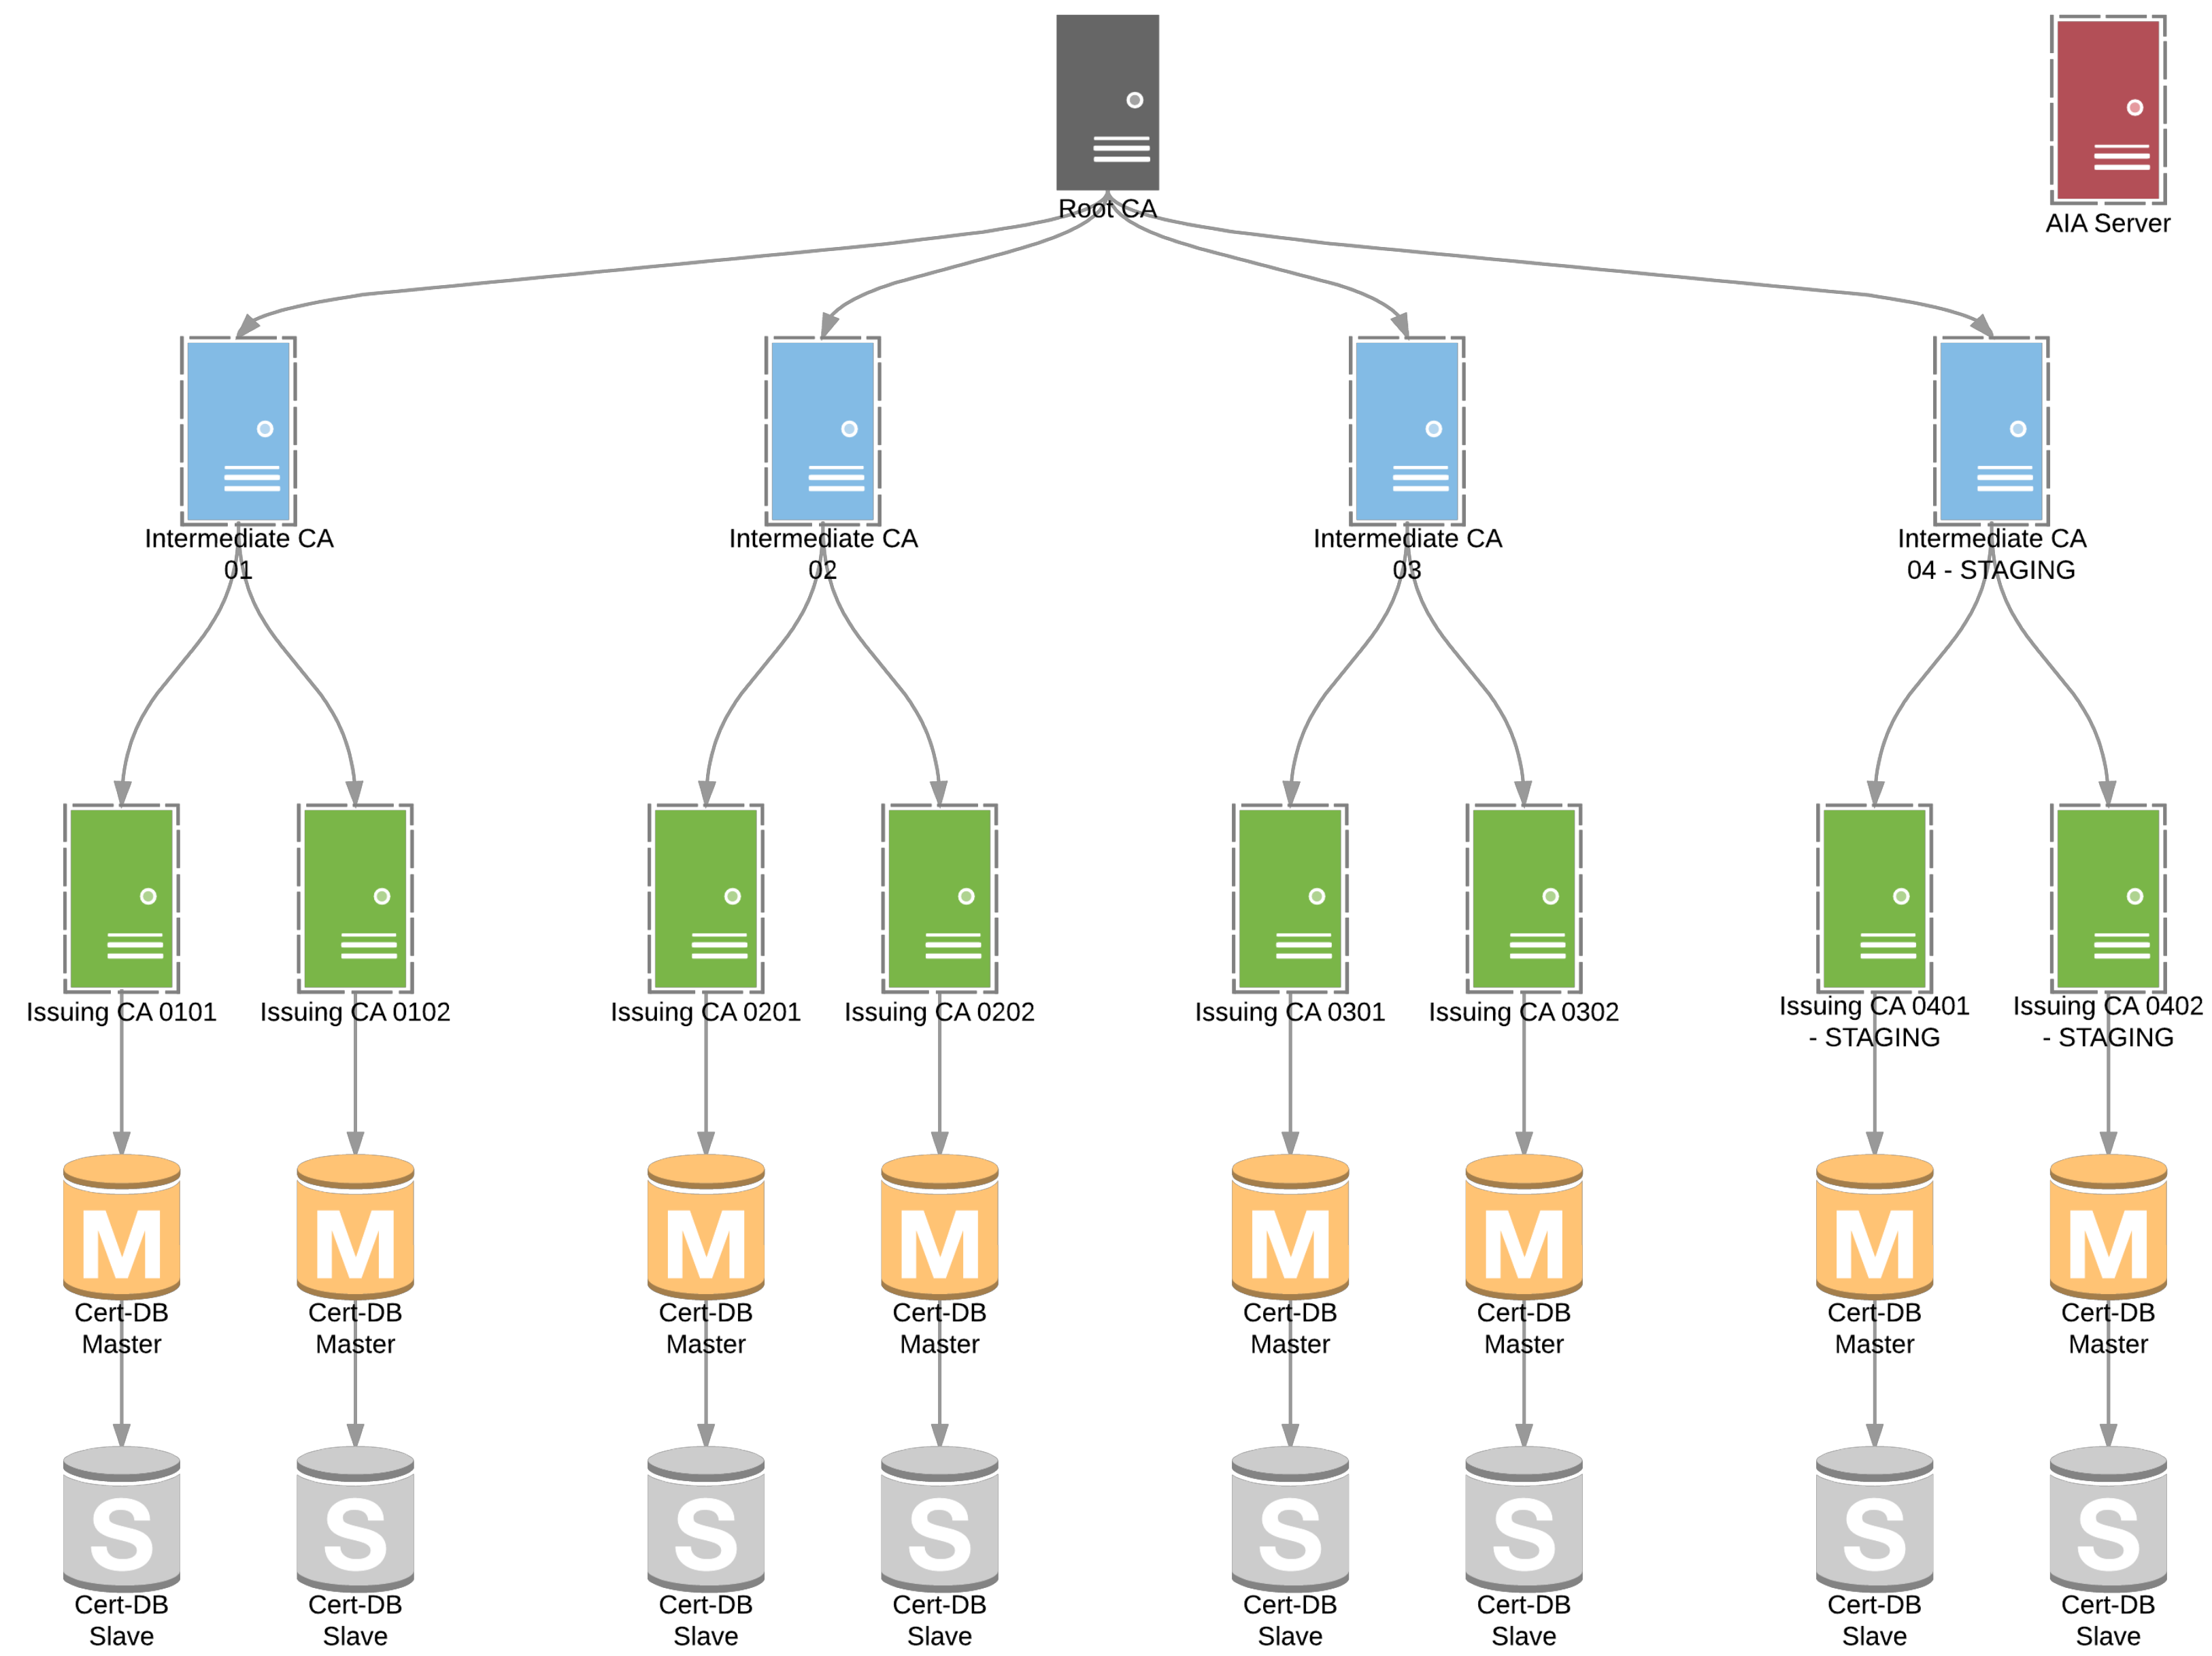 Root CA
AIA Server
Intermediate CA
01
Intermediate CA
02
Intermediate CA
03
Intermediate CA
04 - STAGING
Issuing CA 0101
Issuing CA 0102
Issuing CA 0201
Issuing CA 0202
Issuing CA 0301
Issuing CA 0302
Issuing CA 0401
- STAGING
Issuing CA 0402
- STAGING
M
M
M
M
M
M
M
M
Cert-DB
Master
Cert-DB
Master
Cert-DB
Master
Cert-DB
Master
Cert-DB
Master
Cert-DB
Master
Cert-DB
Master
Cert-DB
Master
S
S
S
S
S
S
S
S
Cert-DB
Slave
Cert-DB
Slave
Cert-DB
Slave
Cert-DB
Slave
Cert-DB
Slave
Cert-DB
Slave
Cert-DB
Slave
Cert-DB
Slave